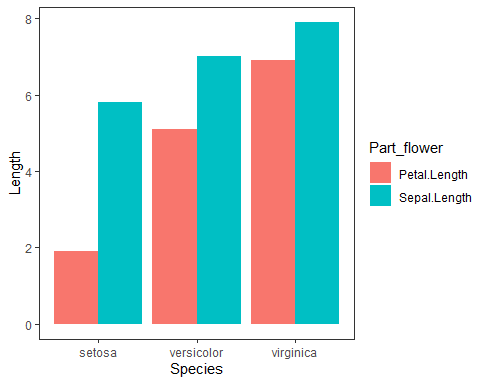 8
6
4
2
0
Length
setosa
versicolor
virginica
Species
Part_flower
Petal.Length
Sepal.Length